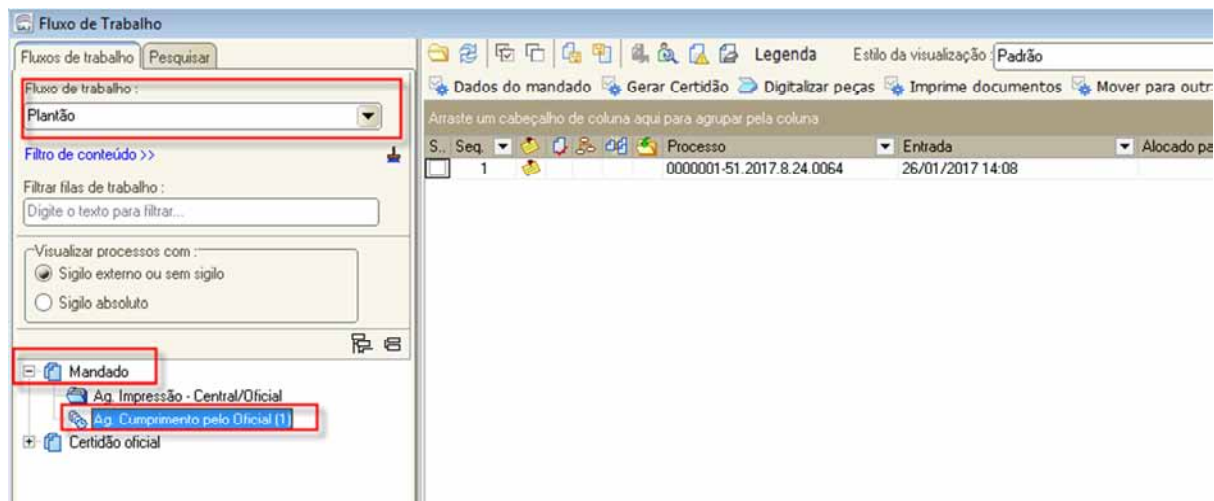 Fluxo de Trabalho
Fluxos de trabalho Pesquisar
Fluxo de trabalho :
Plantão
Filtro de conteúdo >>
Filtrar filas de trabalho :
Digite o texto para filtrar...
Visualizar processos com :
Sigilo externo ou sem sigilo
Sigilo absoluto
Mandado
Ag. Impressão - Central/Oficial
Ag. Cumprimento pelo Oficial (1)
Certidão oficial
Legenda Estilo da visualização : Padrão
Dados do mandado Gerar Certidão Digitalizar peças Imprime documentos Mover para outr
Arraste um cabeçalho de coluna aqui para agrupar pela coluna
S.. Seq. Processo Entrada Alocado pa
1 0000001-51.2017.8.24.0064 26/01/2017 14:08